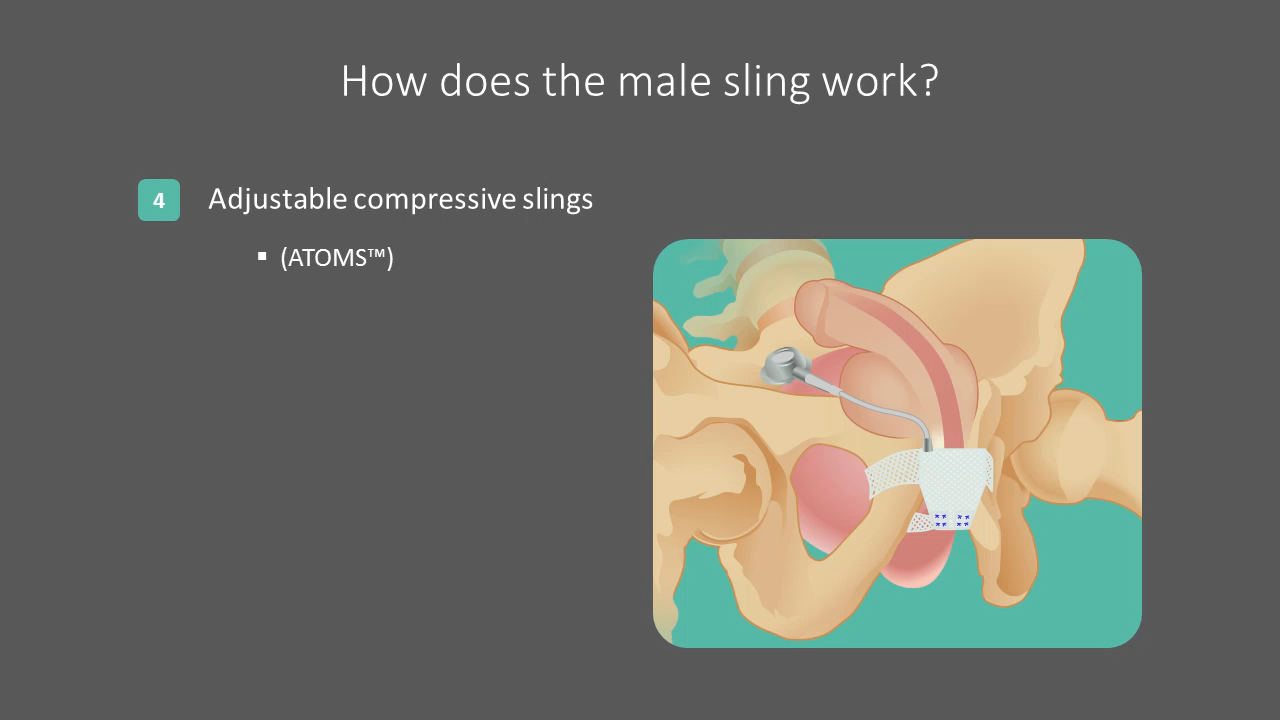 How does the male sling work?
4 Adjustable compressive slings
▪ (ATOMS™)